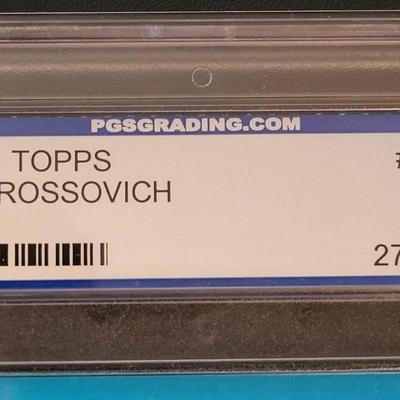 PGSGRADING.COM
TOPPS #
ROSSOVICH
27